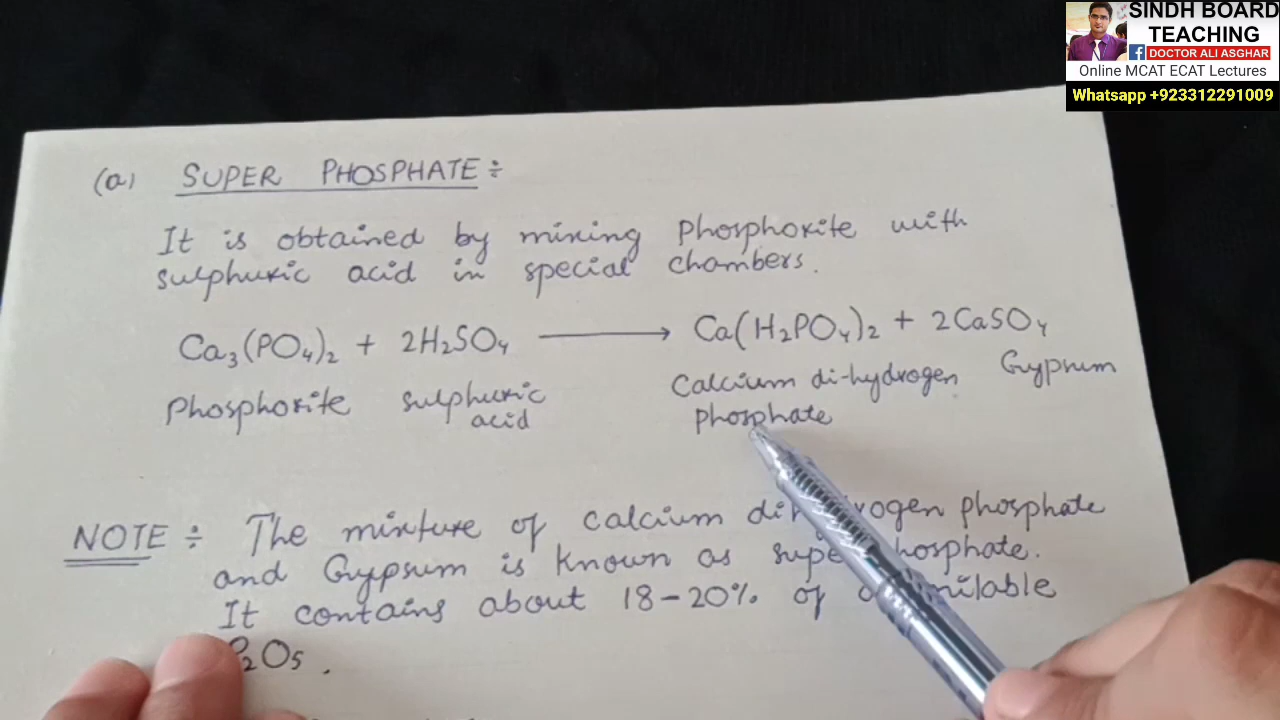 SINDH BOARD
TEACHING
f DOCTOR ALI ASGHAR
Online MCAT ECAT Lectures
Whatsapp +923312291009
(a) SUPER PHOSPHATE:
It is obtained by mixing Phosphorite with
sulphuric acid in special chambers.
Ca₃(PO₄)₂ + 2H₂SO₄ ⟶ Ca(H₂PO₄)₂ + 2CaSO₄
Phosphorite sulphuric acid Calcium di-hydrogen phosphate Gypsum
NOTE: The mixture of calcium phosphate
and Gypsum is known as
It contains about 18-20% of
P₂O₅.